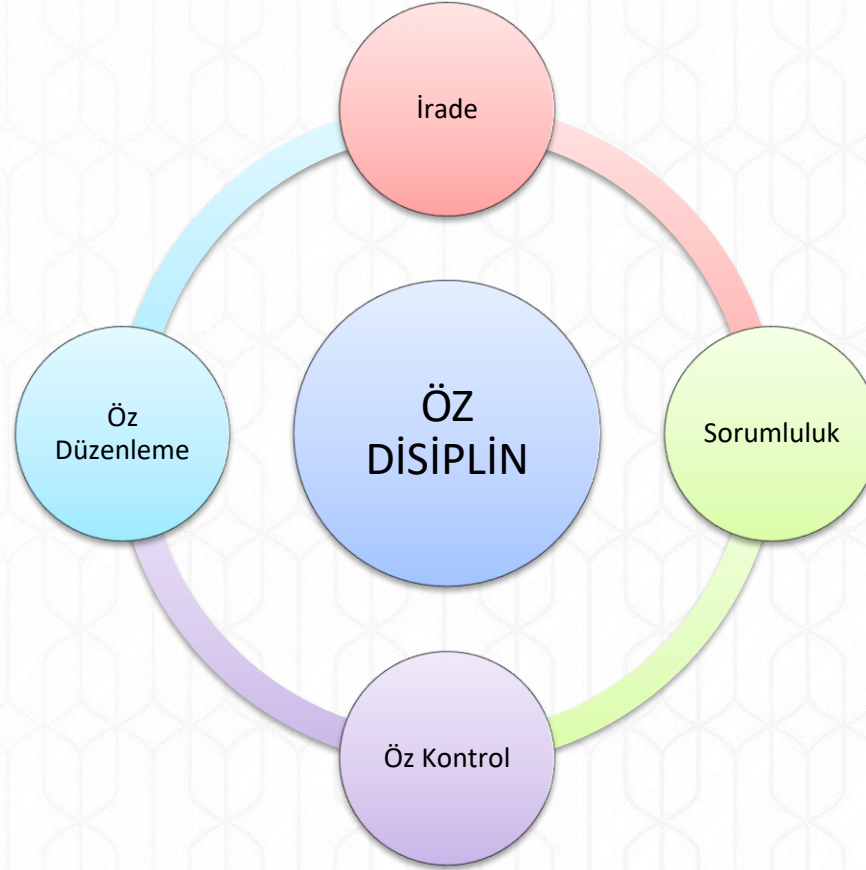 İrade
Öz
Düzenleme
ÖZ
DİSİPLİN
Sorumluluk
Öz Kontrol